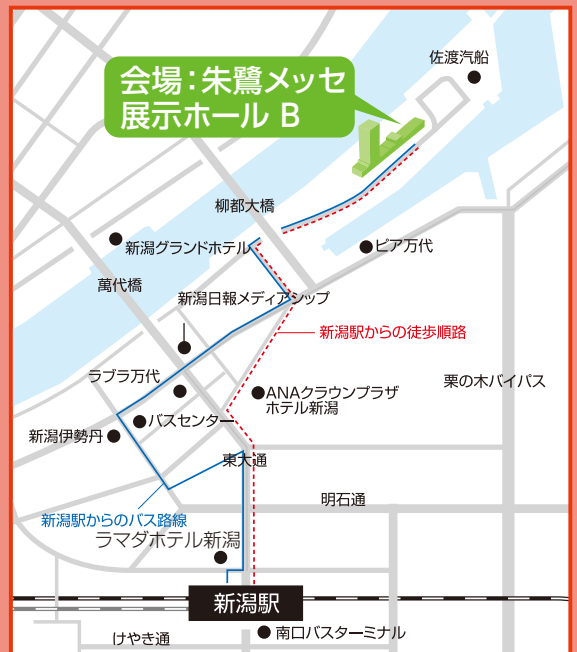 佐渡汽船
会場：朱鷺メッセ
展示ホール B
柳都大橋
新潟グランドホテル
ピア万代
萬代橋
新潟日報メディアシップ
新潟駅からの徒歩順路
ラブラ万代
栗の木バイパス
ANAクラウンプラザ
ホテル新潟
バスセンター
新潟伊勢丹
東大通
明石通
新潟駅からのバス路線
ラマダホテル新潟
新潟駅
南口バスターミナル
けやき通